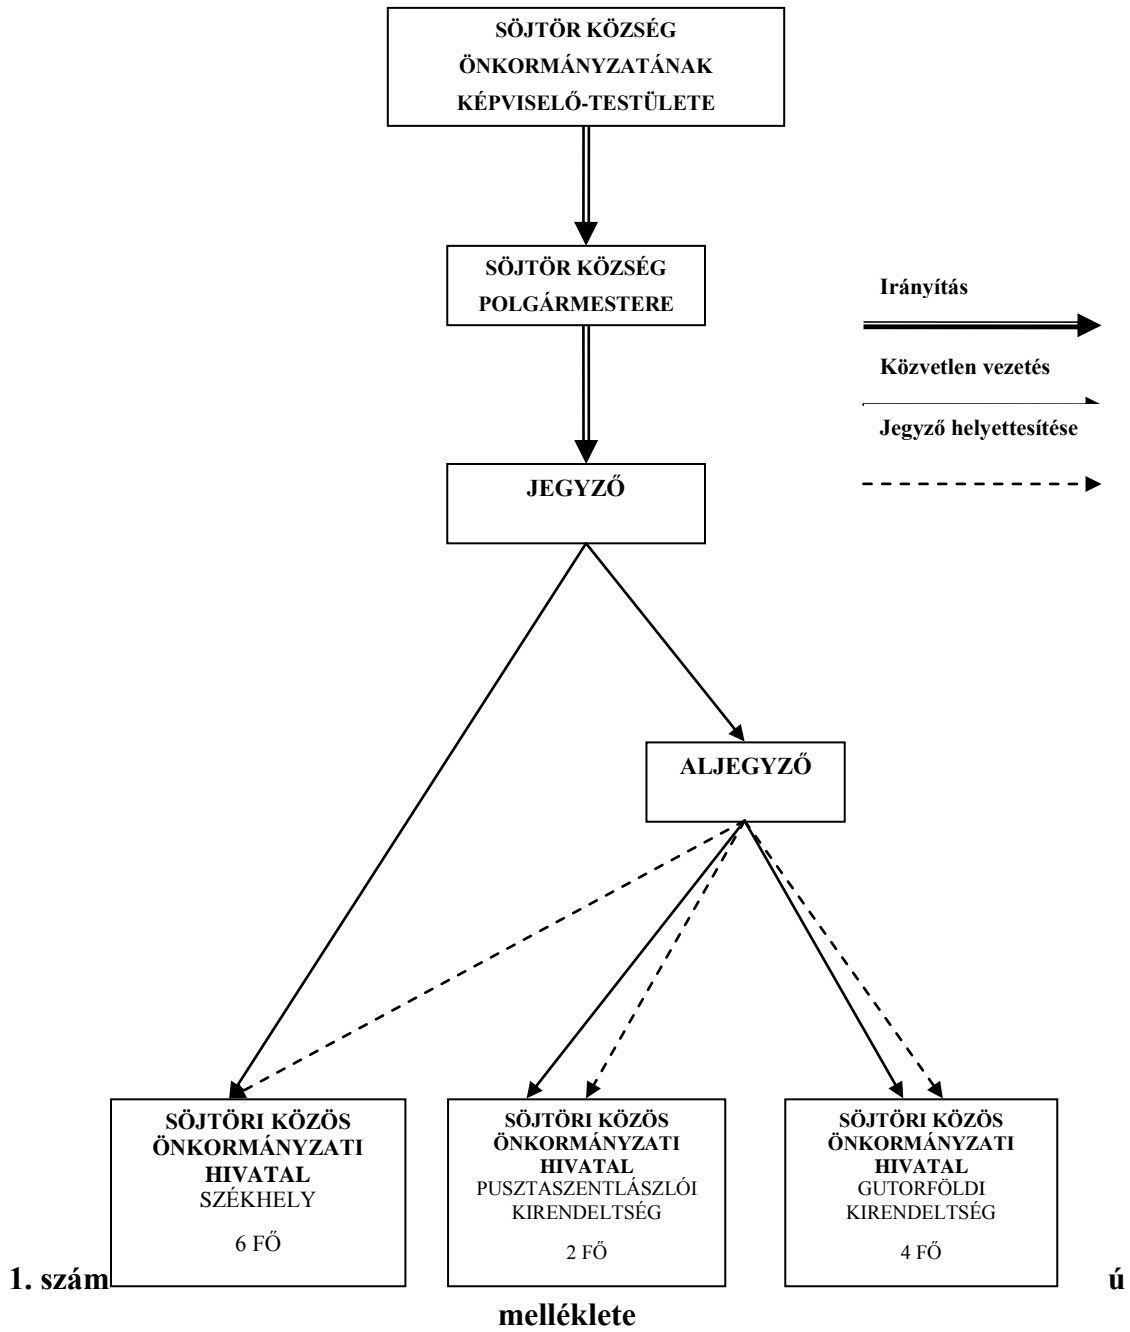 SÖJTÖR KÖZSÉG
ÖNKORMÁNYZATÁNAK
KÉPVISELŐ-TESTÜLETE
SÖJTÖR KÖZSÉG
POLGÁRMESTERE
Irányítás
Közvetlen vezetés
Jegyző helyettesítése
JEGYZŐ
ALJEGYZŐ
SÖJTÖRI KÖZÖS
ÖNKORMÁNYZATI
HIVATAL
SZÉKHELY
6 FŐ
SÖJTÖRI KÖZÖS
ÖNKORMÁNYZATI
HIVATAL
PUSZTASZENTLÁSZLÓI
KIRENDELTSÉG
2 FŐ
SÖJTÖRI KÖZÖS
ÖNKORMÁNYZATI
HIVATAL
GUTORFÖLDI
KIRENDELTSÉG
4 FŐ
1. szám ú
melléklete